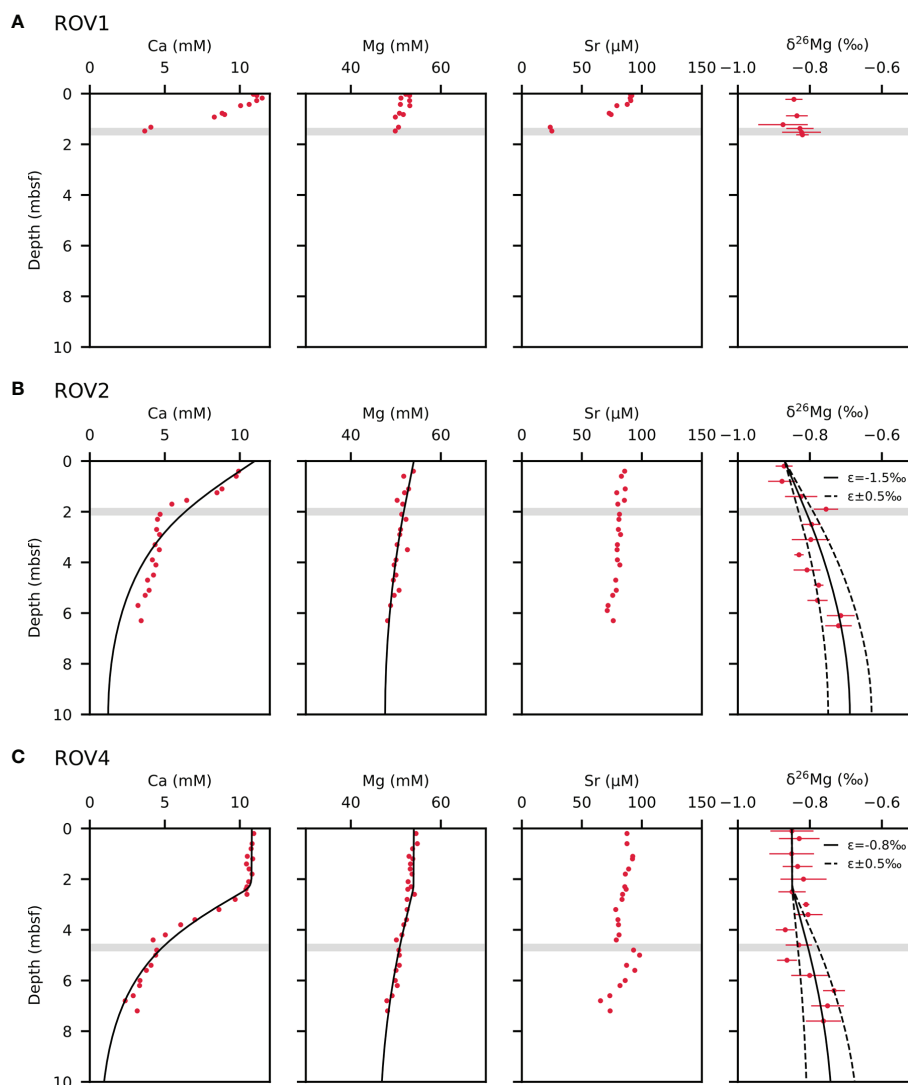 A ROV1
Ca (mM) Mg (mM) Sr (μM) δ26Mg (‰)
0 5 10 40 60 0 50 100 150 −1.0 −0.8 −0.6
0
2
4
6
8
10
Depth (mbsf)
B ROV2
Ca (mM) Mg (mM) Sr (μM) δ26Mg (‰)
0 5 10 40 60 0 50 100 150 −1.0 −0.8 −0.6
0
2
4
6
8
10
Depth (mbsf)
ε=-1.5‰
ε±0.5‰
C ROV4
Ca (mM) Mg (mM) Sr (μM) δ26Mg (‰)
0 5 10 40 60 0 50 100 150 −1.0 −0.8 −0.6
0
2
4
6
8
10
Depth (mbsf)
ε=-0.8‰
ε±0.5‰